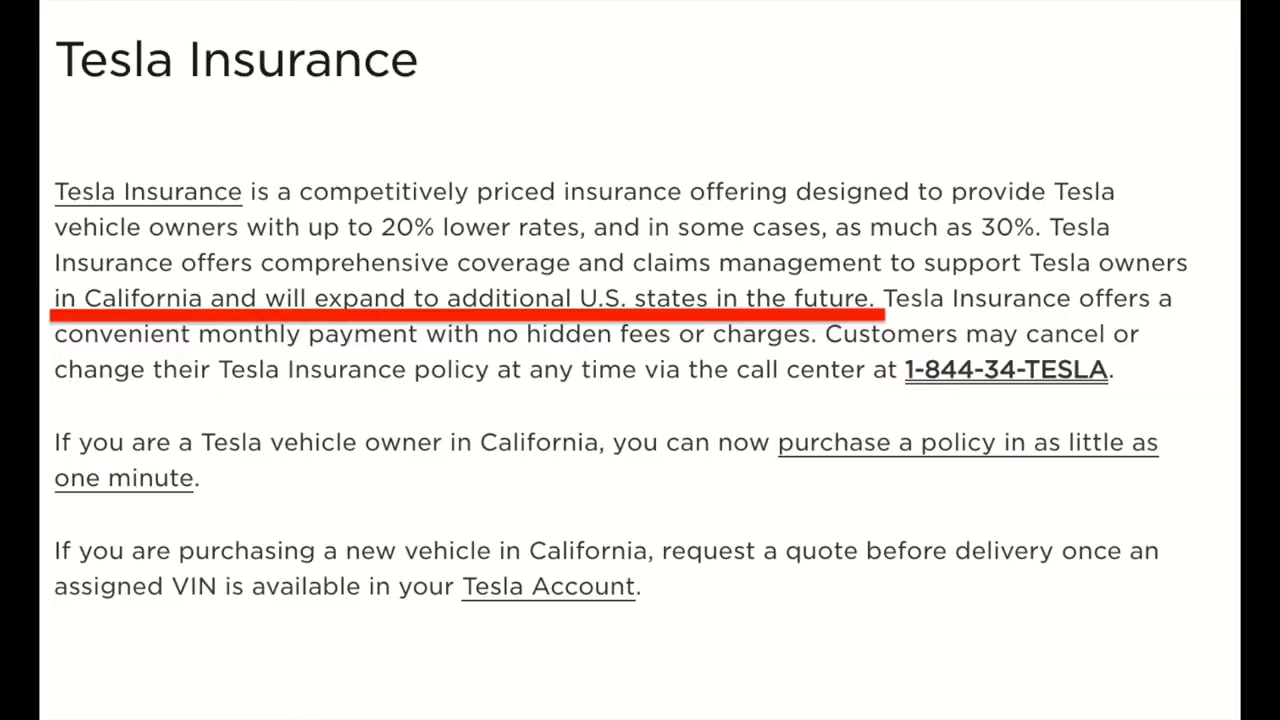 Tesla Insurance
Tesla Insurance is a competitively priced insurance offering designed to provide Tesla
vehicle owners with up to 20% lower rates, and in some cases, as much as 30%. Tesla
Insurance offers comprehensive coverage and claims management to support Tesla owners
in California and will expand to additional U.S. states in the future. Tesla Insurance offers a
convenient monthly payment with no hidden fees or charges. Customers may cancel or
change their Tesla Insurance policy at any time via the call center at 1-844-34-TESLA.
If you are a Tesla vehicle owner in California, you can now purchase a policy in as little as
one minute.
If you are purchasing a new vehicle in California, request a quote before delivery once an
assigned VIN is available in your Tesla Account.